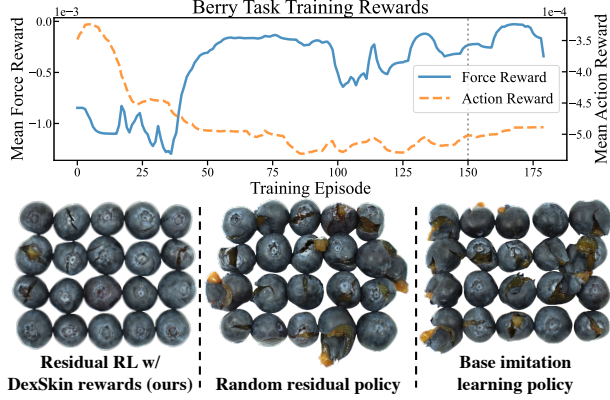 Berry Task Training Rewards
1e−3
1e−4
0.0
−0.5
−1.0
Mean Force Reward
−3.5
−4.0
−4.5
−5.0
Mean Action Reward
Force Reward
Action Reward
0 25 50 75 100 125 150 175
Training Episode
Residual RL w/
DexSkin rewards (ours)
Random residual policy
Base imitation
learning policy